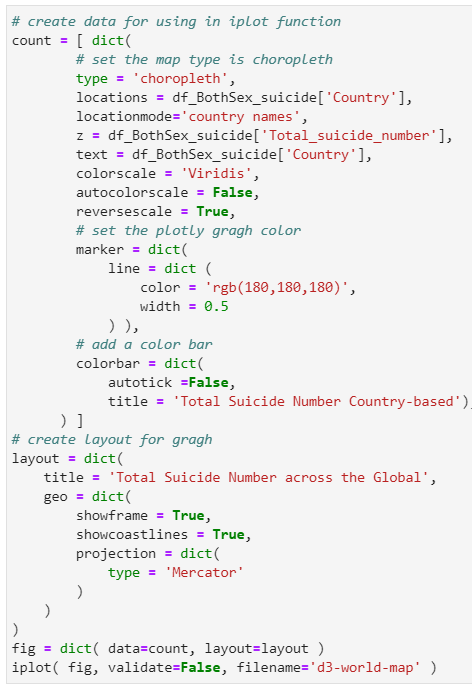 # create data for using in iplot function
count = [ dict(
        # set the map type is choropleth
        type = 'choropleth',
        locations = df_BothSex_suicide['Country'],
        locationmode='country names',
        z = df_BothSex_suicide['Total_suicide_number'],
        text = df_BothSex_suicide['Country'],
        colorscale = 'Viridis',
        autocolorscale = False,
        reversescale = True,
        # set the plotly gragh color
        marker = dict(
            line = dict (
                color = 'rgb(180,180,180)',
                width = 0.5
            ) ),
        # add a color bar
        colorbar = dict(
            autotick =False,
            title = 'Total Suicide Number Country-based'),
      ) ]
# create layout for gragh
layout = dict(
    title = 'Total Suicide Number across the Global',
    geo = dict(
        showframe = True,
        showcoastlines = True,
        projection = dict(
            type = 'Mercator'
        )
    )
)
fig = dict( data=count, layout=layout )
iplot( fig, validate=False, filename='d3-world-map' )